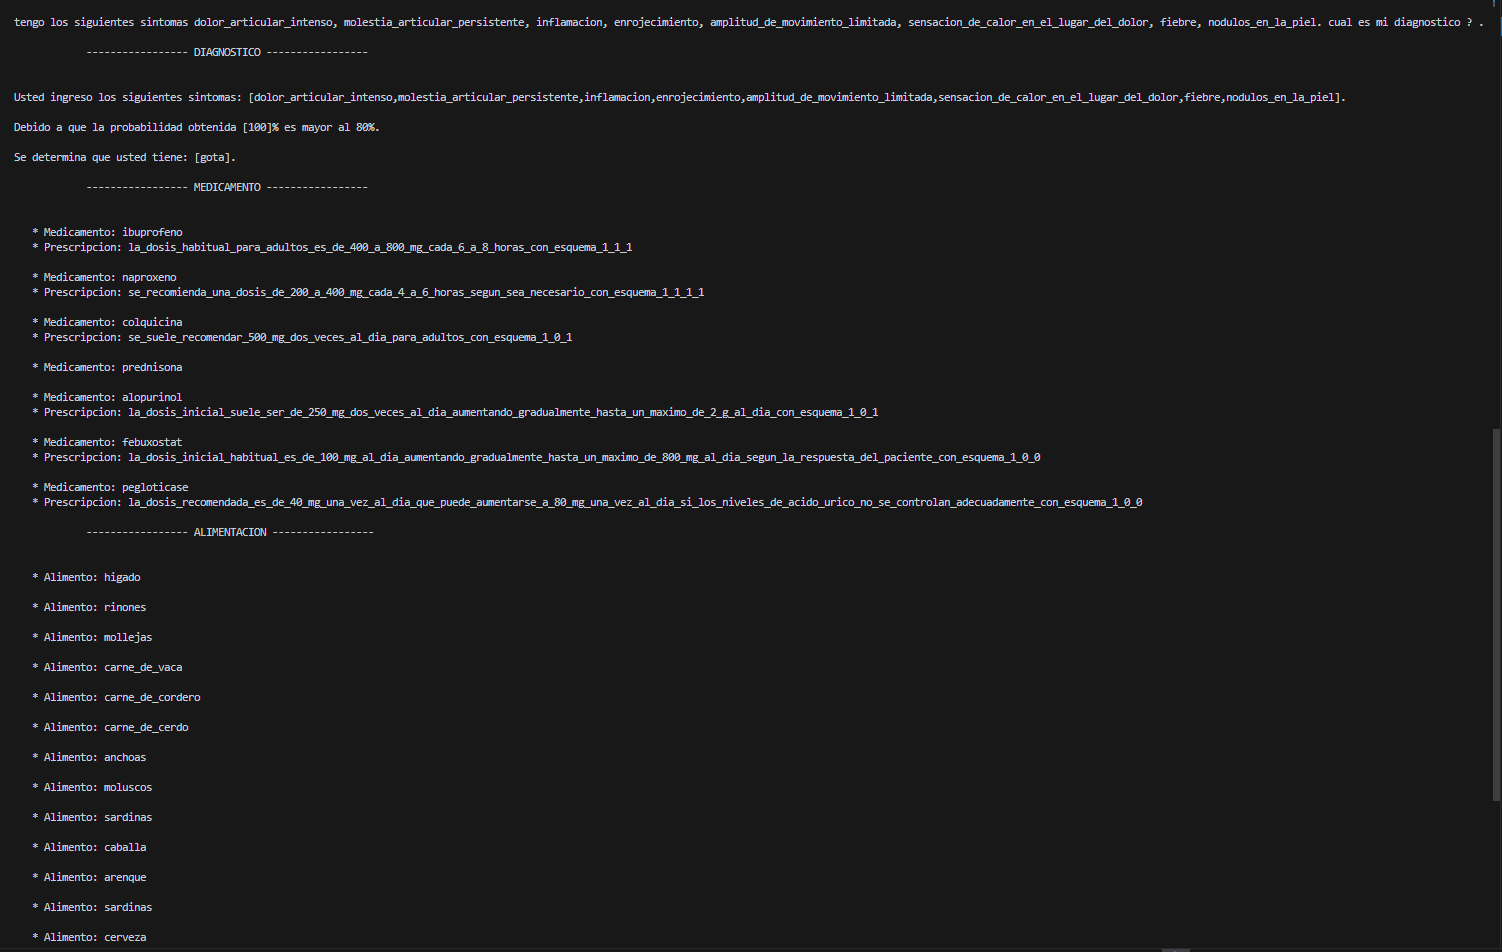 tengo los siguientes sintomas dolor_articular_intenso, molestia_articular_persistente, inflamacion, enrojecimiento, amplitud_de_movimiento_limitada, sensacion_de_calor_en_el_lugar_del_dolor, fiebre, nodulos_en_la_piel. cual es mi diagnostico ? .
----------------- DIAGNOSTICO -----------------
Usted ingreso los siguientes sintomas: [dolor_articular_intenso,molestia_articular_persistente,inflamacion,enrojecimiento,amplitud_de_movimiento_limitada,sensacion_de_calor_en_el_lugar_del_dolor,fiebre,nodulos_en_la_piel].
Debido a que la probabilidad obtenida [100]% es mayor al 80%.
Se determina que usted tiene: [gota].
----------------- MEDICAMENTO -----------------
* Medicamento: ibuprofeno
* Prescripcion: la_dosis_habitual_para_adultos_es_de_400_a_800_mg_cada_6_a_8_horas_con_esquema_1_1_1
* Medicamento: naproxeno
* Prescripcion: se_recomienda_una_dosis_de_200_a_400_mg_cada_4_a_6_horas_segun_sea_necesario_con_esquema_1_1_1_1
* Medicamento: colquicina
* Prescripcion: se_suele_recomendar_500_mg_dos_veces_al_dia_para_adultos_con_esquema_1_0_1
* Medicamento: prednisona
* Medicamento: alopurinol
* Prescripcion: la_dosis_inicial_suele_ser_de_250_mg_dos_veces_al_dia_aumentando_gradualmente_hasta_un_maximo_de_2_g_al_dia_con_esquema_1_0_1
* Medicamento: febuxostat
* Prescripcion: la_dosis_inicial_habitual_es_de_100_mg_al_dia_aumentando_gradualmente_hasta_un_maximo_de_800_mg_al_dia_segun_la_respuesta_del_paciente_con_esquema_1_0_0
* Medicamento: pegloticase
* Prescripcion: la_dosis_recomendada_es_de_40_mg_una_vez_al_dia_que_puede_aumentarse_a_80_mg_una_vez_al_dia_si_los_niveles_de_acido_urico_no_se_controlan_adecuadamente_con_esquema_1_0_0
----------------- ALIMENTACION -----------------
* Alimento: higado
* Alimento: rinones
* Alimento: mollejas
* Alimento: carne_de_vaca
* Alimento: carne_de_cordero
* Alimento: carne_de_cerdo
* Alimento: anchoas
* Alimento: moluscos
* Alimento: sardinas
* Alimento: caballa
* Alimento: arenque
* Alimento: sardinas
* Alimento: cerveza